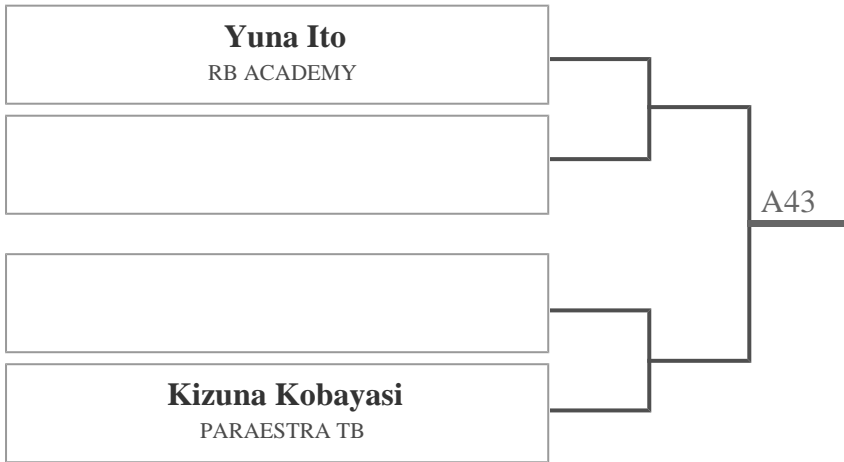 Yuna Ito
RB ACADEMY
A43
Kizuna Kobayasi
PARAESTRA TB